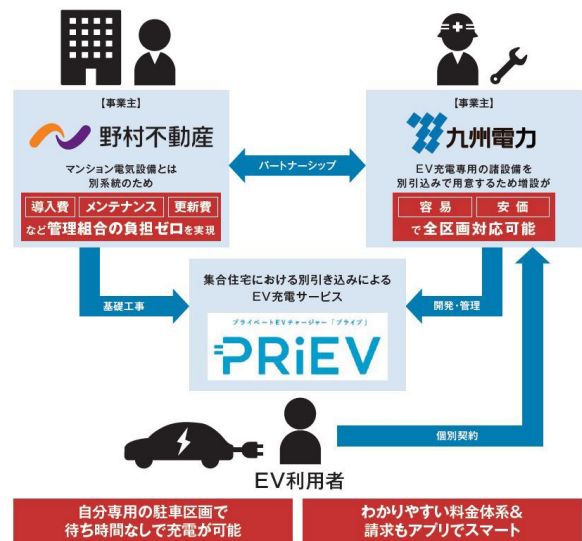 【事業主】
野村不動産
マンション電気設備とは
別系統のため
導入費 メンテナンス 更新費
など管理組合の負担ゼロを実現
パートナーシップ
【事業主】
九州電力
EV充電専用の諸設備を
別引込みで用意するため増設が
容易 安価
で全区画対応可能
基礎工事
集合住宅における別引き込みによる
EV充電サービス
プライベートEVチャージャー「プライブ」
PRiEV
開発・管理
個別契約
EV利用者
自分専用の駐車区画で
待ち時間なしで充電が可能
わかりやすい料金体系&
請求もアプリでスマート